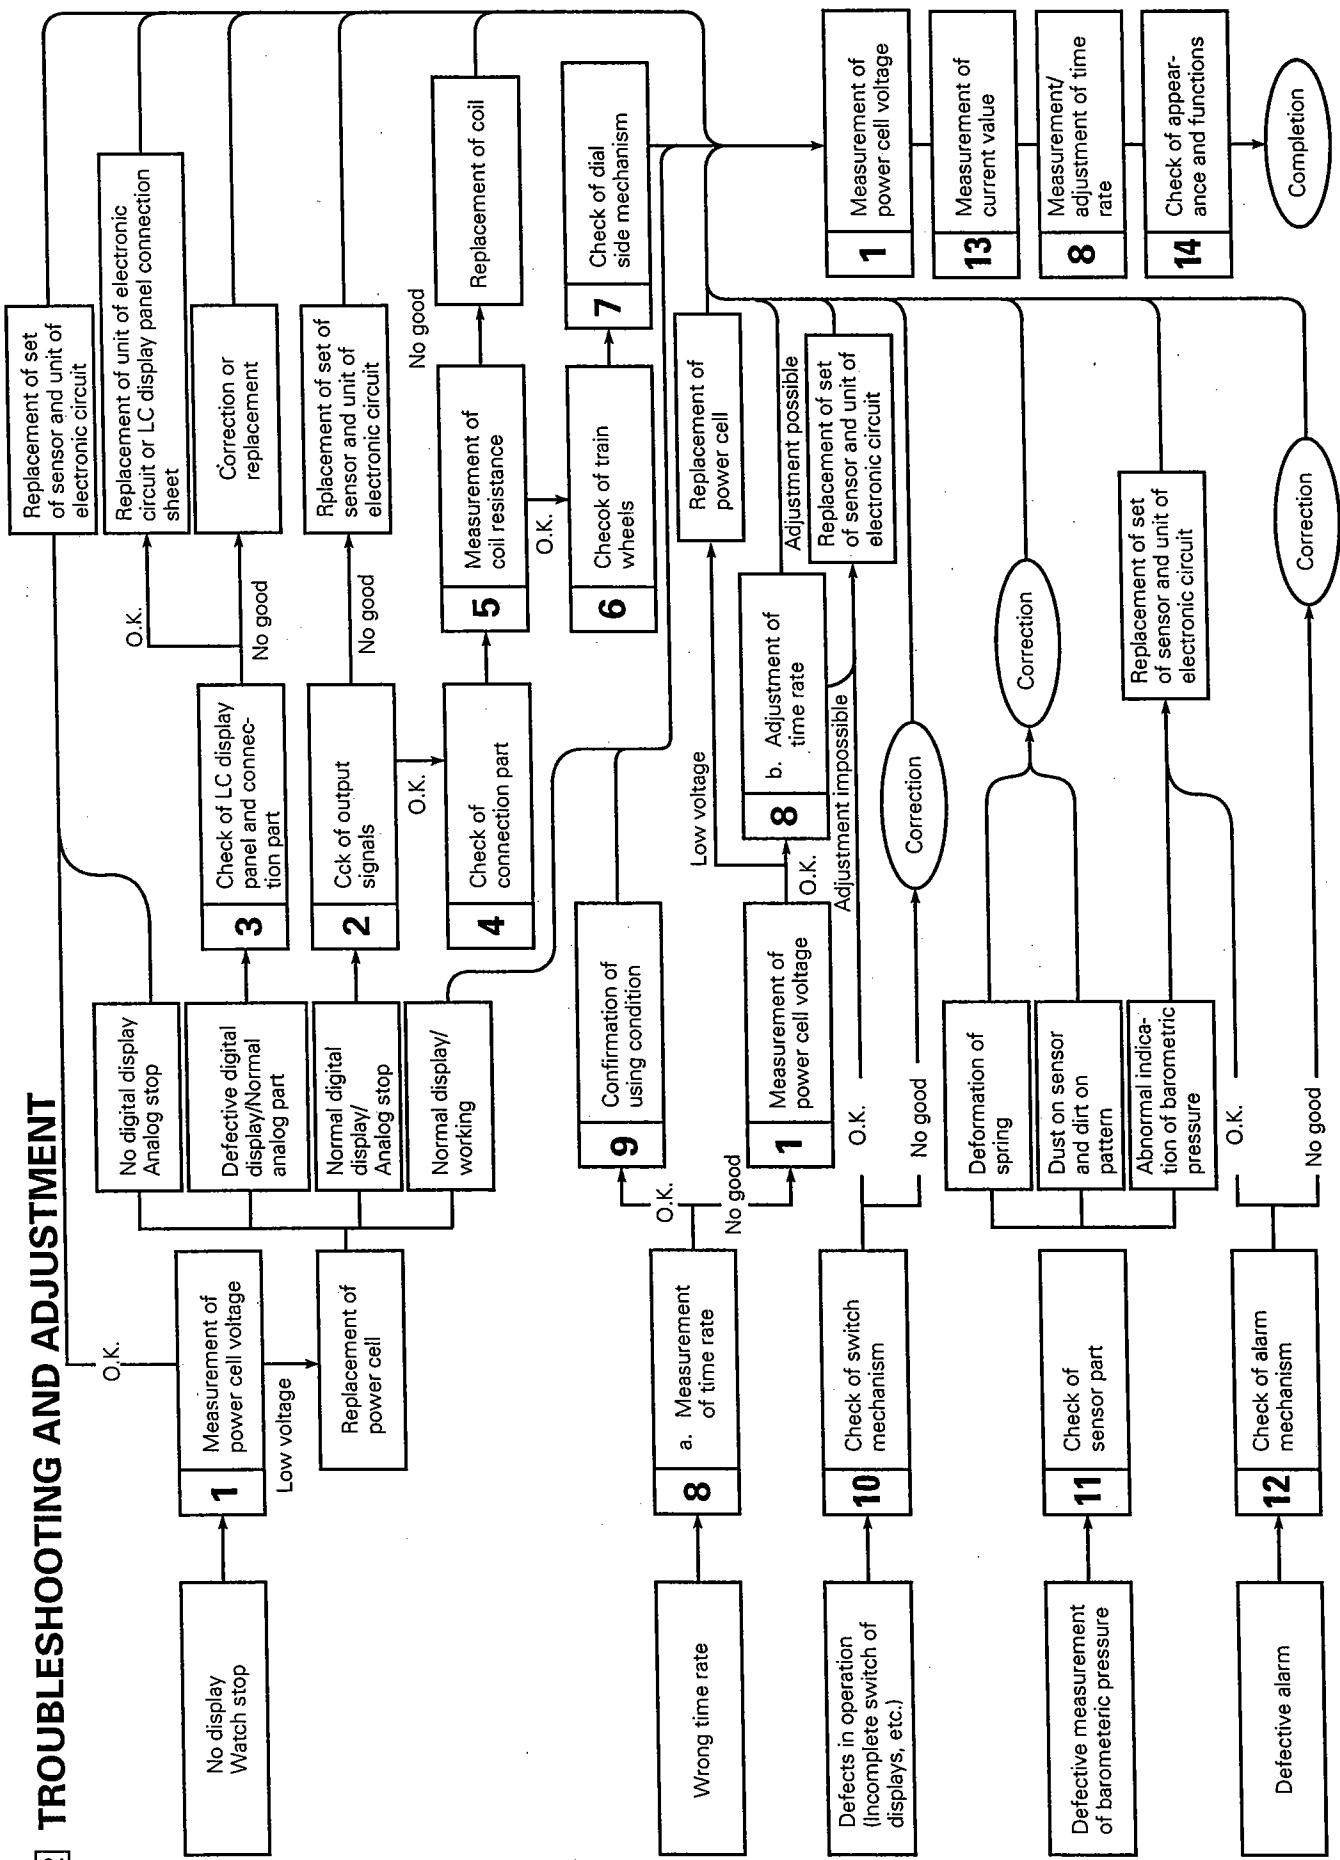 2 TROUBLESHOOTING AND ADJUSTMENT
No display
Watch stop
1
Measurement of
power cell voltage
O.K.
Low voltage
Replacement of
power cell
No digital display
Analog stop
Defective digital
display/Normal
analog part
Normal digital
display/
Analog stop
Normal display/
working
3
Check of LC display
panel and connec-
tion part
2
Cck of output
signals
O.K.
4
Check of
connection part
O.K.
No good
No good
Replacement of set
of sensor and unit of
electronic circuit
Replacement of unit of electronic
circuit or LC display panel connection
sheet
Correction or
replacement
Rplacement of set of
sensor and unit of
electronic circuit
5
Measurement of
coil resistance
No good
Replacement of coil
O.K.
6
Checok of train
wheels
7
Check of dial
side mechanism
Wrong time rate
8
a. Measurement
of time rate
O.K.
No good
9
Confirmation of
using condition
1
Measurement of
power cell voltage
Low voltage
O.K.
Replacement of
power cell
8
b. Adjustment of
time rate
Adjustment possible
Adjustment impossible
Replacement of set
of sensor and unit of
electronic circuit
Defects in operation
(Incomplete switch of
displays, etc.)
10
Check of switch
mechanism
O.K.
No good
Correction
Defective measurement
of barometeric pressure
11
Check of
sensor part
Deformation of
spring
Dust on sensor
and dirt on
pattern
Abnormal indica-
tion of barometric
pressure
Correction
Replacement of set
of sensor and unit of
electronic circuit
Defective alarm
12
Check of alarm
mechanism
O.K.
No good
Correction
1
Measurement of
power cell voltage
13
Measurement of
current value
8
Measurement/
adjustment of time
rate
14
Check of appear-
ance and functions
Completion